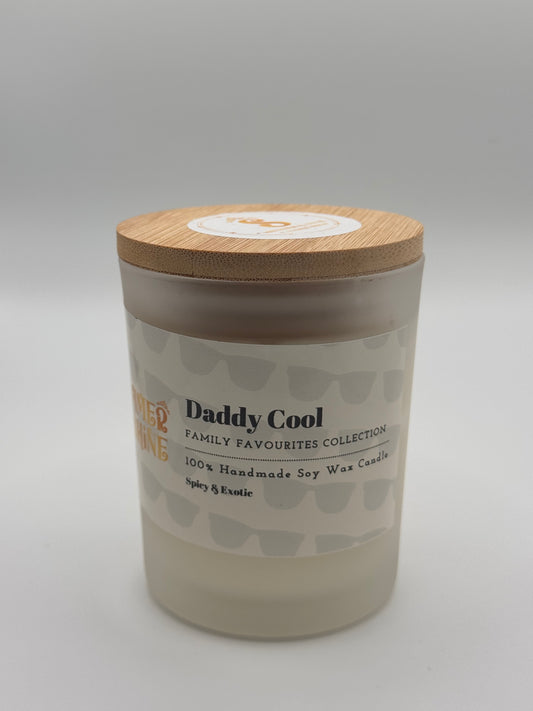 Daddy Cool
FAMILY FAVOURITES COLLECTION
100% Handmade Soy Wax Candle
Spicy & Exotic